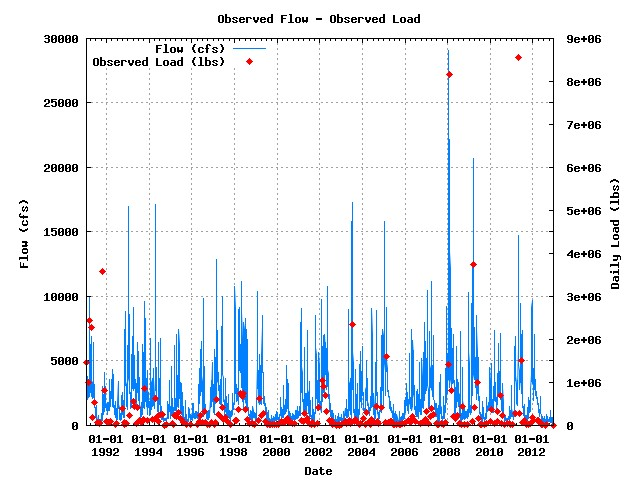 Observed Flow - Observed Load
Flow (cfs)
Observed Load (lbs)
30000
25000
20000
15000
10000
5000
0
Flow (cfs)
9e+06
8e+06
7e+06
6e+06
5e+06
4e+06
3e+06
2e+06
1e+06
0
Daily Load (lbs)
01-01 01-01 01-01 01-01 01-01 01-01 01-01 01-01 01-01 01-01 01-01
1992 1994 1996 1998 2000 2002 2004 2006 2008 2010 2012
Date